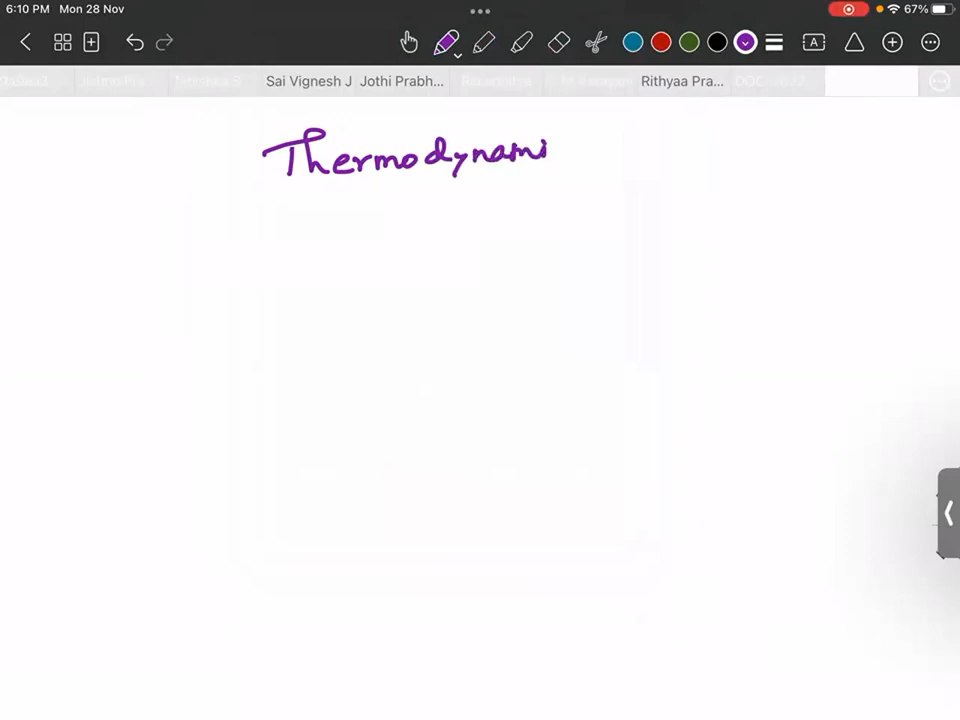 6:10 PM Mon 28 Nov 67%
A
Sai Vignesh J Jothi Prabh... Rithyaa Pra...
Thermodynami